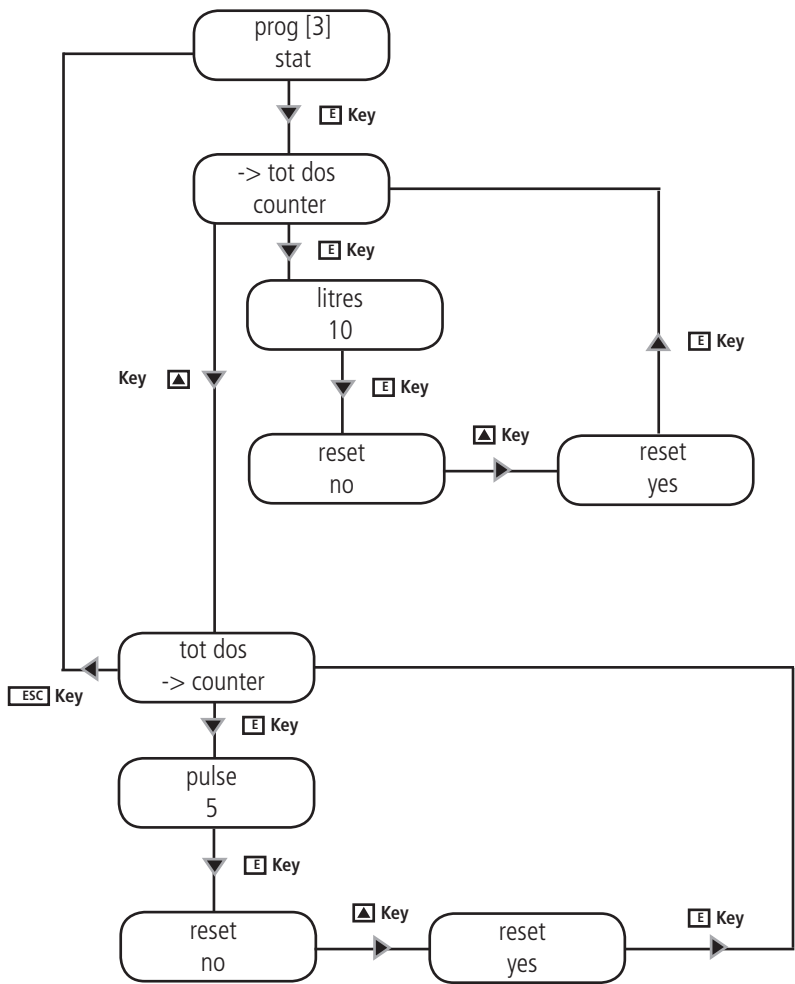 prog [3]
stat
E Key
-> tot dos
counter
E Key
litres
10
Key
E Key
E Key
reset
no
Key
reset
yes
tot dos
-> counter
ESC Key
E Key
pulse
5
E Key
reset
no
Key
reset
yes
E Key